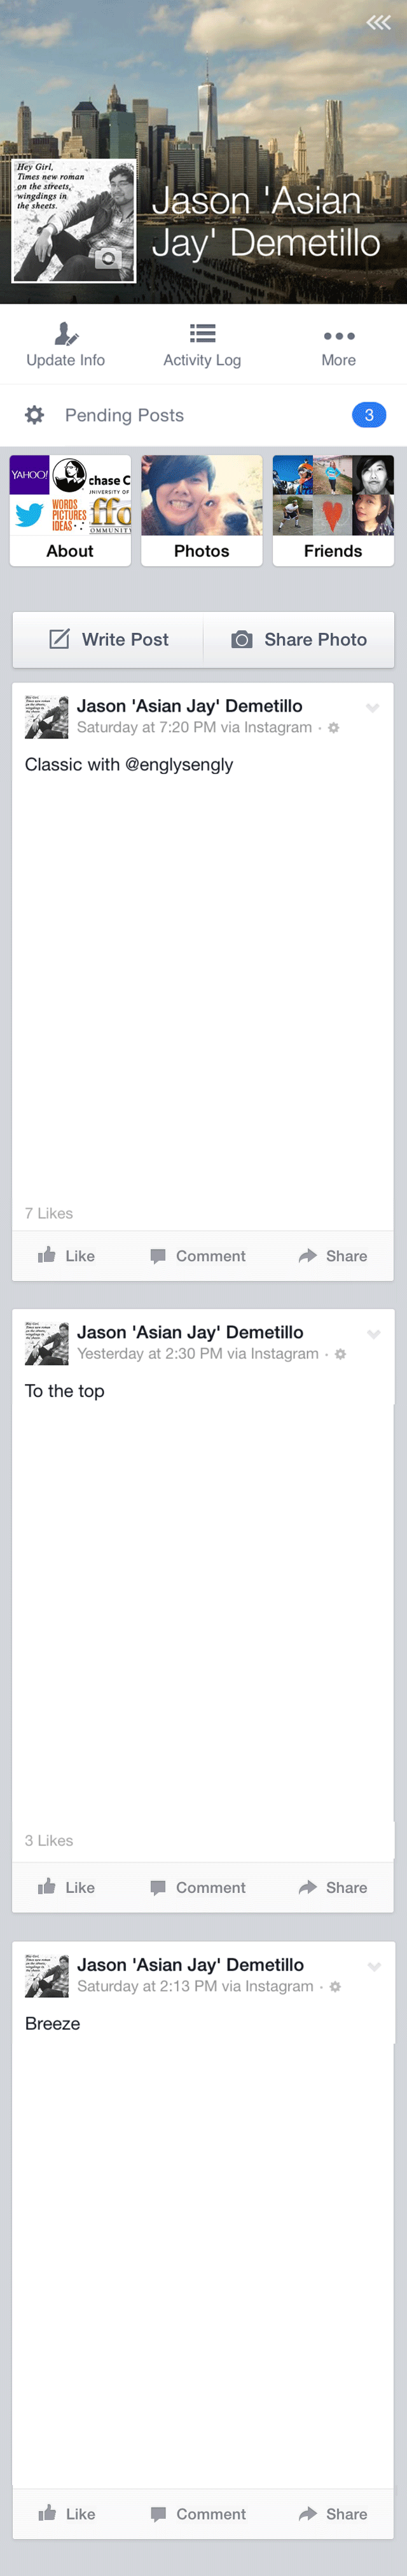 Hey Girl,
Times new roman
on the streets,
wingdings in
the sheets.
Jason 'Asian
Jay' Demetillo
Update Info
Activity Log
More
Pending Posts
3
YAHOO!
chase C
UNIVERSITY OF
WORDS
PICTURES
IDEAS
ffo
OMMUNIT
About
Photos
Friends
Write Post
Share Photo
Jason 'Asian Jay' Demetillo
Saturday at 7:20 PM via Instagram ·
Classic with @englysengly
7 Likes
Like
Comment
Share
Jason 'Asian Jay' Demetillo
Yesterday at 2:30 PM via Instagram ·
To the top
3 Likes
Like
Comment
Share
Jason 'Asian Jay' Demetillo
Saturday at 2:13 PM via Instagram ·
Breeze
Like
Comment
Share